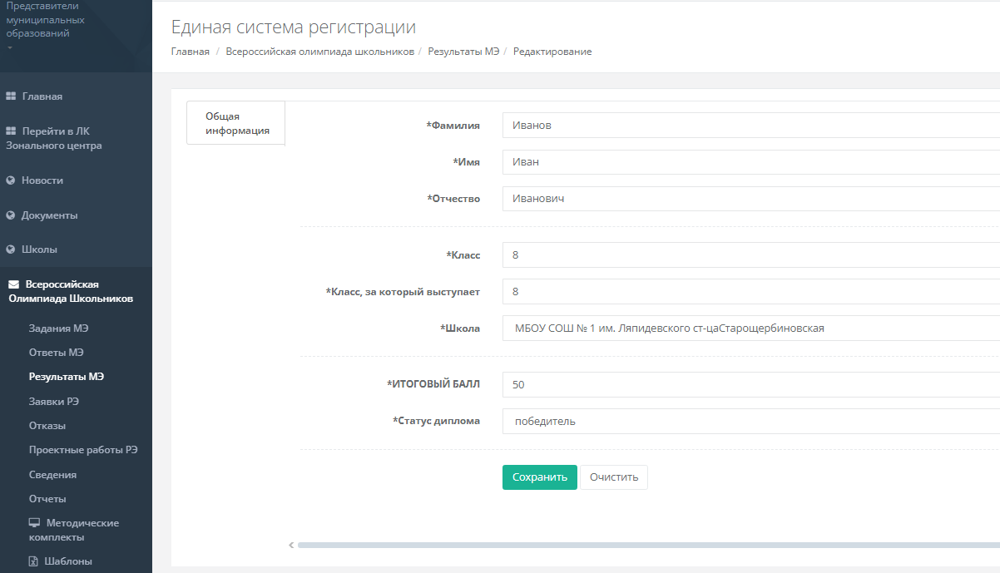 Представители
муниципальных
образований
Главная
Перейти в ЛК
Зонального центра
Новости
Документы
Школы
Всероссийская
Олимпиада Школьников
Задания МЭ
Ответы МЭ
Результаты МЭ
Заявки РЭ
Отказы
Проектные работы РЭ
Сведения
Отчеты
Методические
комплекты
Шаблоны
Единая система регистрации
Главная / Всероссийская олимпиада школьников / Результаты МЭ / Редактирование
Общая
информация
*Фамилия Иванов
*Имя Иван
*Отчество Иванович
*Класс 8
*Класс, за который выступает 8
*Школа МБОУ СОШ № 1 им. Ляпидевского ст-цаСтарощербиновская
*ИТОГОВЫЙ БАЛЛ 50
*Статус диплома победитель
Сохранить Очистить